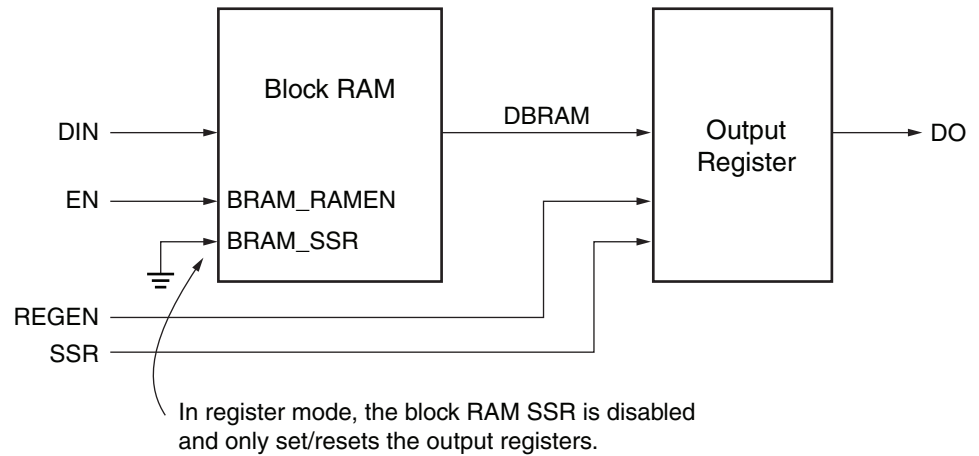 Block RAM
DIN
DBRAM
Output
Register
DO
EN
BRAM_RAMEN
BRAM_SSR
REGEN
SSR
In register mode, the block RAM SSR is disabled
and only set/resets the output registers.